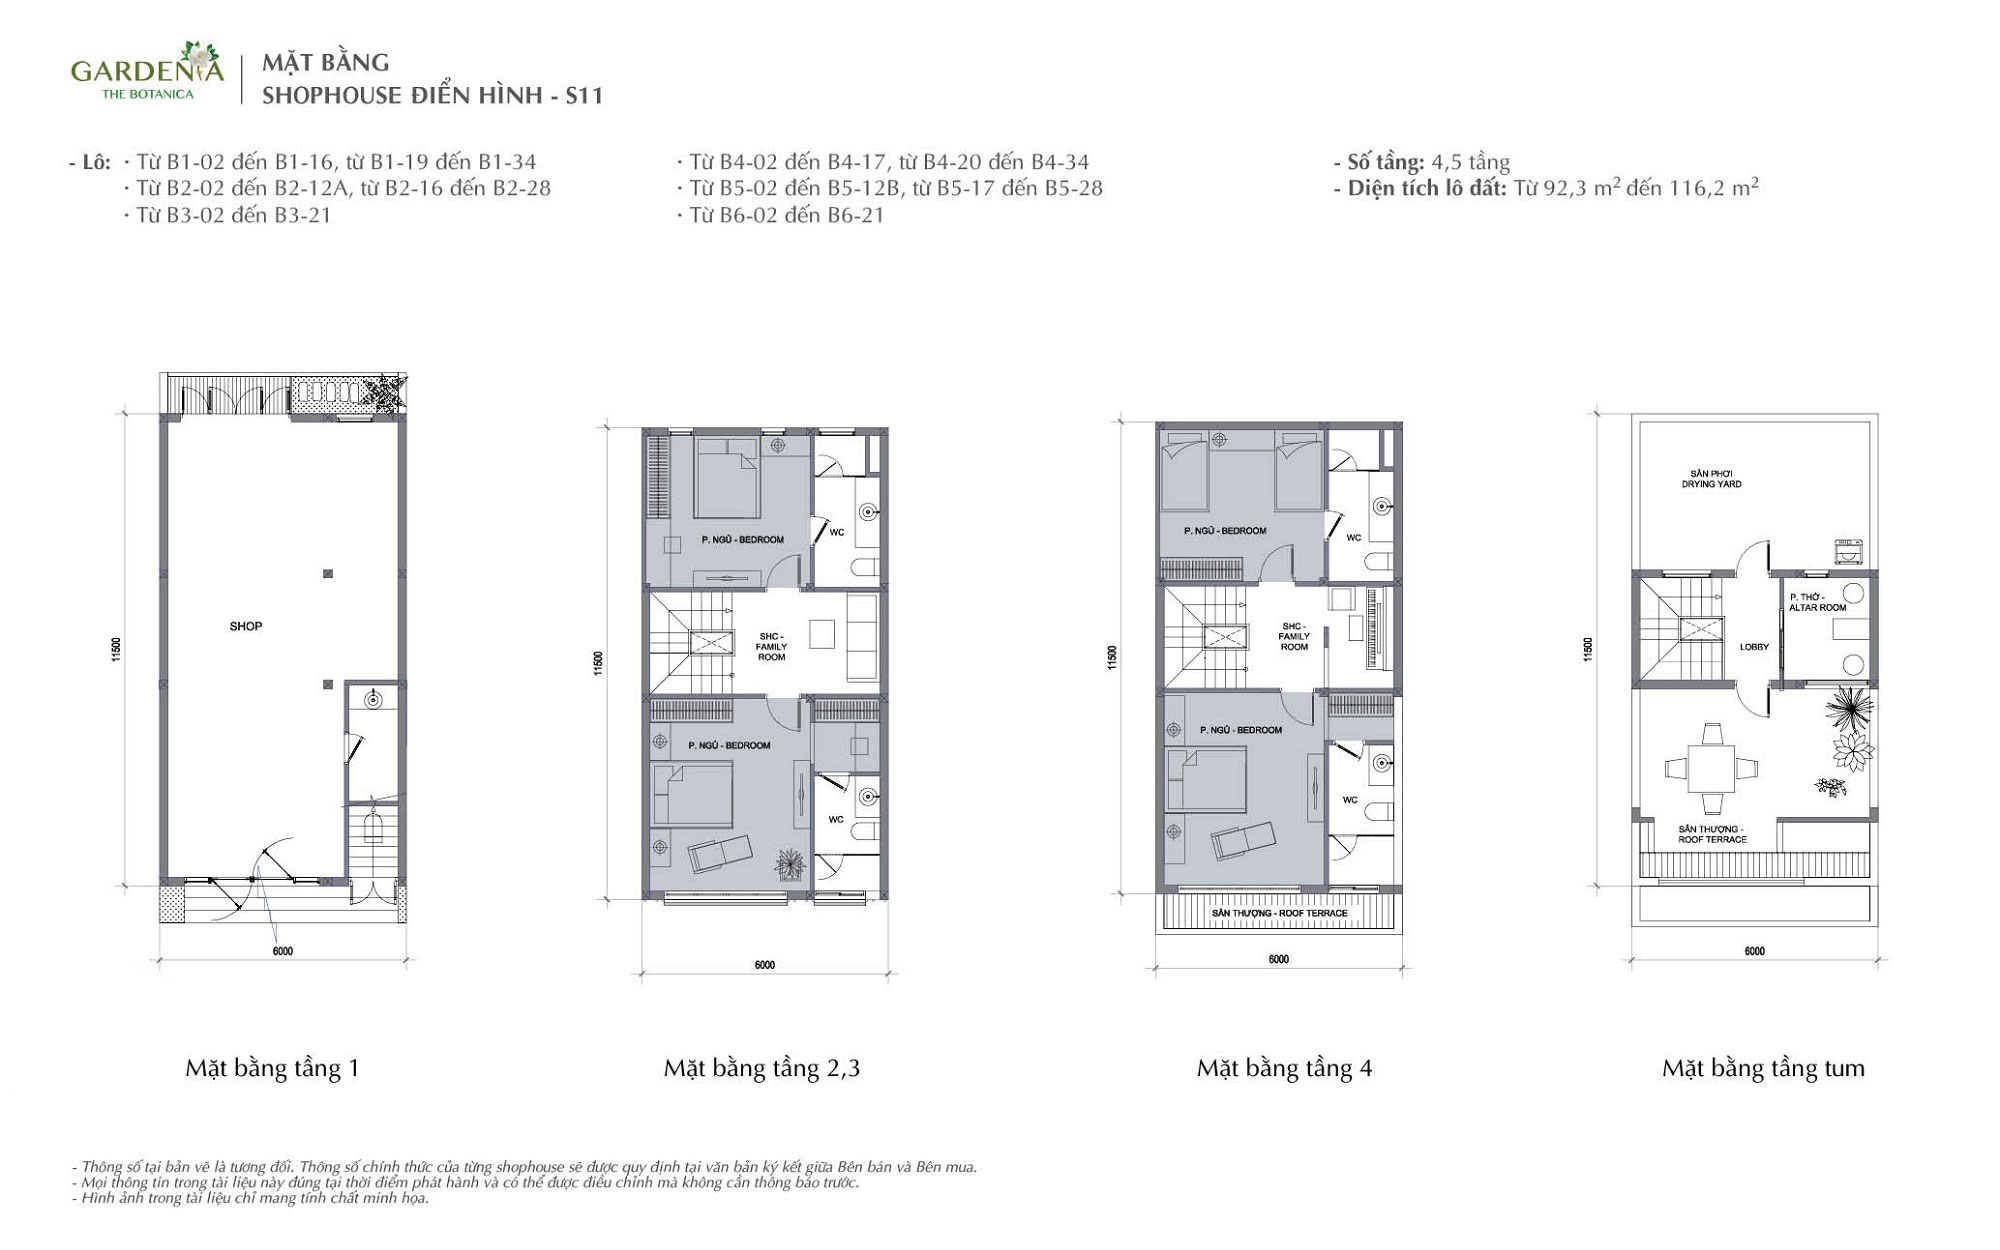 GARDENIA
THE BOTANICA
MẶT BẰNG
SHOPHOUSE ĐIỂN HÌNH - S11
- Lô: · Từ B1-02 đến B1-16, từ B1-19 đến B1-34
· Từ B2-02 đến B2-12A, từ B2-16 đến B2-28
· Từ B3-02 đến B3-21
· Từ B4-02 đến B4-17, từ B4-20 đến B4-34
· Từ B5-02 đến B5-12B, từ B5-17 đến B5-28
· Từ B6-02 đến B6-21
- Số tầng: 4,5 tầng
- Diện tích lô đất: Từ 92,3 m² đến 116,2 m²
SHOP
11500
6000
Mặt bằng tầng 1
P. NGỦ - BEDROOM
WC
SHC -
FAMILY
ROOM
11500
P. NGỦ - BEDROOM
WC
6000
Mặt bằng tầng 2,3
P. NGỦ - BEDROOM
WC
SHC -
FAMILY
ROOM
11500
P. NGỦ - BEDROOM
WC
SÂN THƯỢNG - ROOF TERRACE
6000
Mặt bằng tầng 4
SÂN PHƠI
DRYING YARD
P. THỜ -
ALTAR ROOM
LOBBY
11500
SÂN THƯỢNG -
ROOF TERRACE
6000
Mặt bằng tầng tum
- Thông số tại bản vẽ là tương đối. Thông số chính thức của từng shophouse sẽ được quy định tại văn bản ký kết giữa Bên bán và Bên mua.
- Mọi thông tin trong tài liệu này đúng tại thời điểm phát hành và có thể được điều chỉnh mà không cần thông báo trước.
- Hình ảnh trong tài liệu chỉ mang tính chất minh họa.